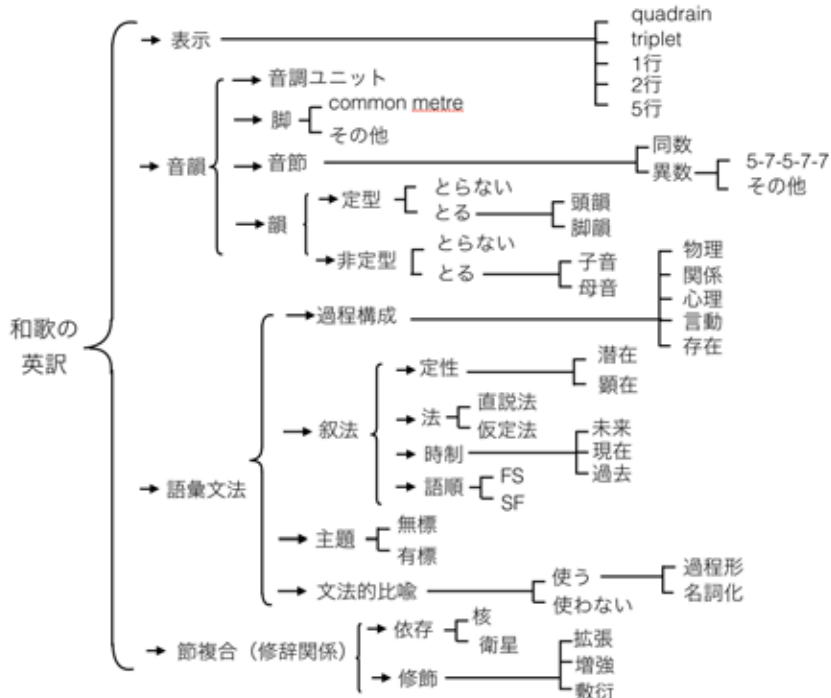 quadrain
表示
triplet
1行
2行
5行
音調ユニット
脚
common metre
その他
音韻
音節
同数
異数
5-7-5-7-7
その他
韻
定型
とらない
とる
頭韻
脚韻
非定型
とらない
とる
子音
母音
和歌の
英訳
過程構成
物理
関係
心理
言動
存在
定性
潜在
顕在
叙法
法
直説法
仮定法
時制
未来
現在
過去
語順
FS
SF
語彙文法
主題
無標
有標
文法的比喩
使う
使わない
過程形
名詞化
節複合（修辞関係）
依存
核
衛星
修飾
拡張
増強
敷衍